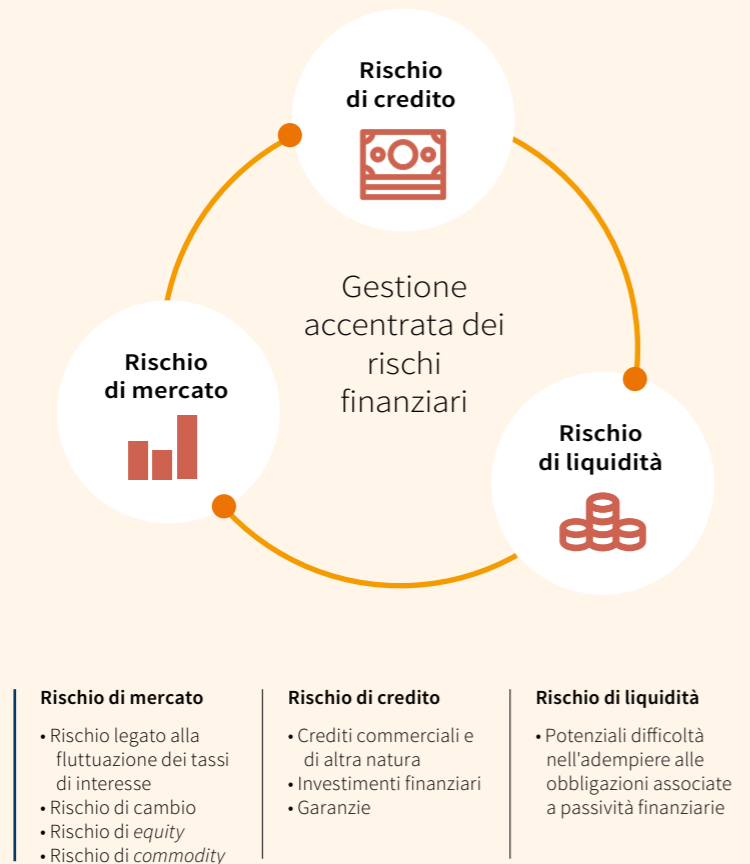 Rischio
di credito
Gestione
accentrata dei
rischi
finanziari
Rischio
di mercato
Rischio
di liquidità
Rischio di mercato
• Rischio legato alla
fluttuazione dei tassi
di interesse
• Rischio di cambio
• Rischio di equity
• Rischio di commodity
Rischio di credito
• Crediti commerciali e
di altra natura
• Investimenti finanziari
• Garanzie
Rischio di liquidità
• Potenziali difficoltà
nell'adempiere alle
obbligazioni associate
a passività finanziarie